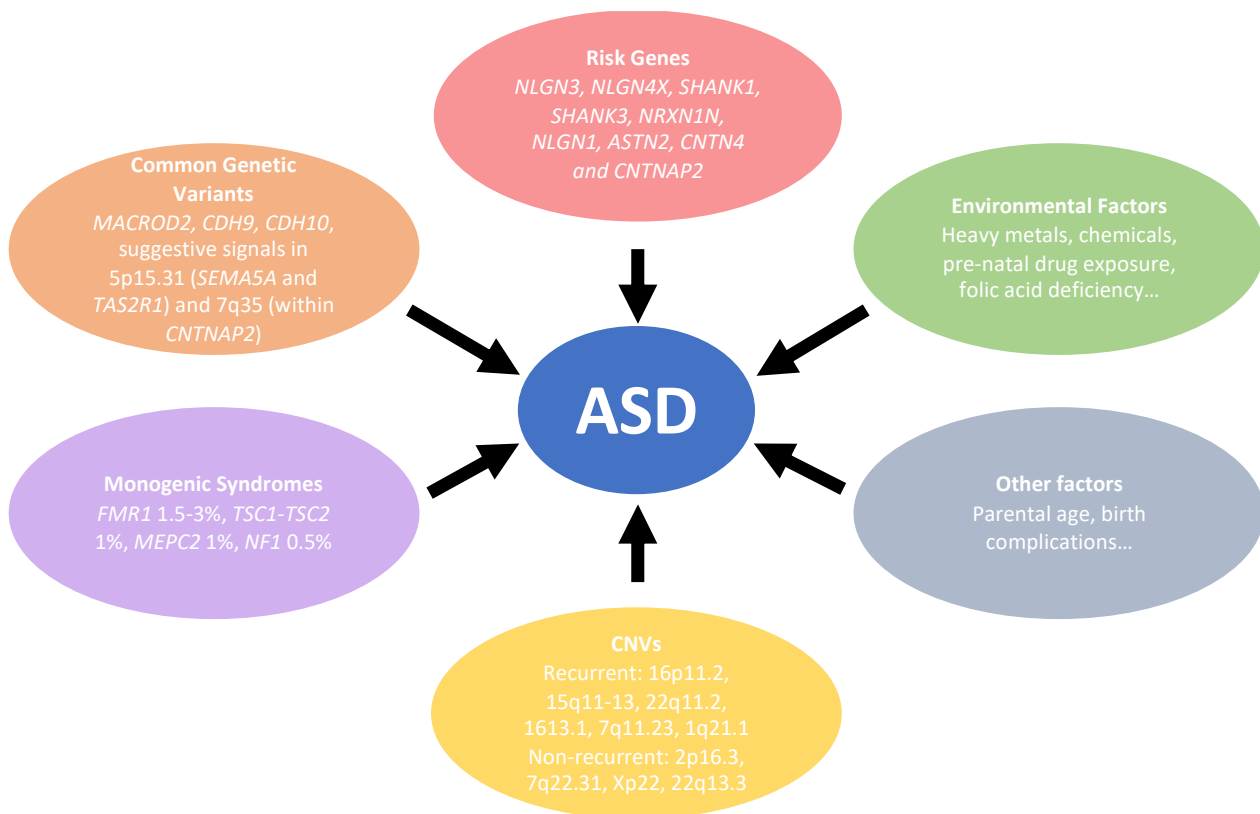 Risk Genes
NLGN3, NLGN4X, SHANK1,
SHANK3, NRXN1N,
NLGN1, ASTN2, CNTN4
and CNTNAP2
Common Genetic
Variants
MACROD2, CDH9, CDH10,
suggestive signals in
5p15.31 (SEMA5A and
TAS2R1) and 7q35 (within
CNTNAP2)
Environmental Factors
Heavy metals, chemicals,
pre-natal drug exposure,
folic acid deficiency…
ASD
Monogenic Syndromes
FMR1 1.5-3%, TSC1-TSC2
1%, MEPC2 1%, NF1 0.5%
Other factors
Parental age, birth
complications…
CNVs
Recurrent: 16p11.2,
15q11-13, 22q11.2,
1613.1, 7q11.23, 1q21.1
Non-recurrent: 2p16.3,
7q22.31, Xp22, 22q13.3